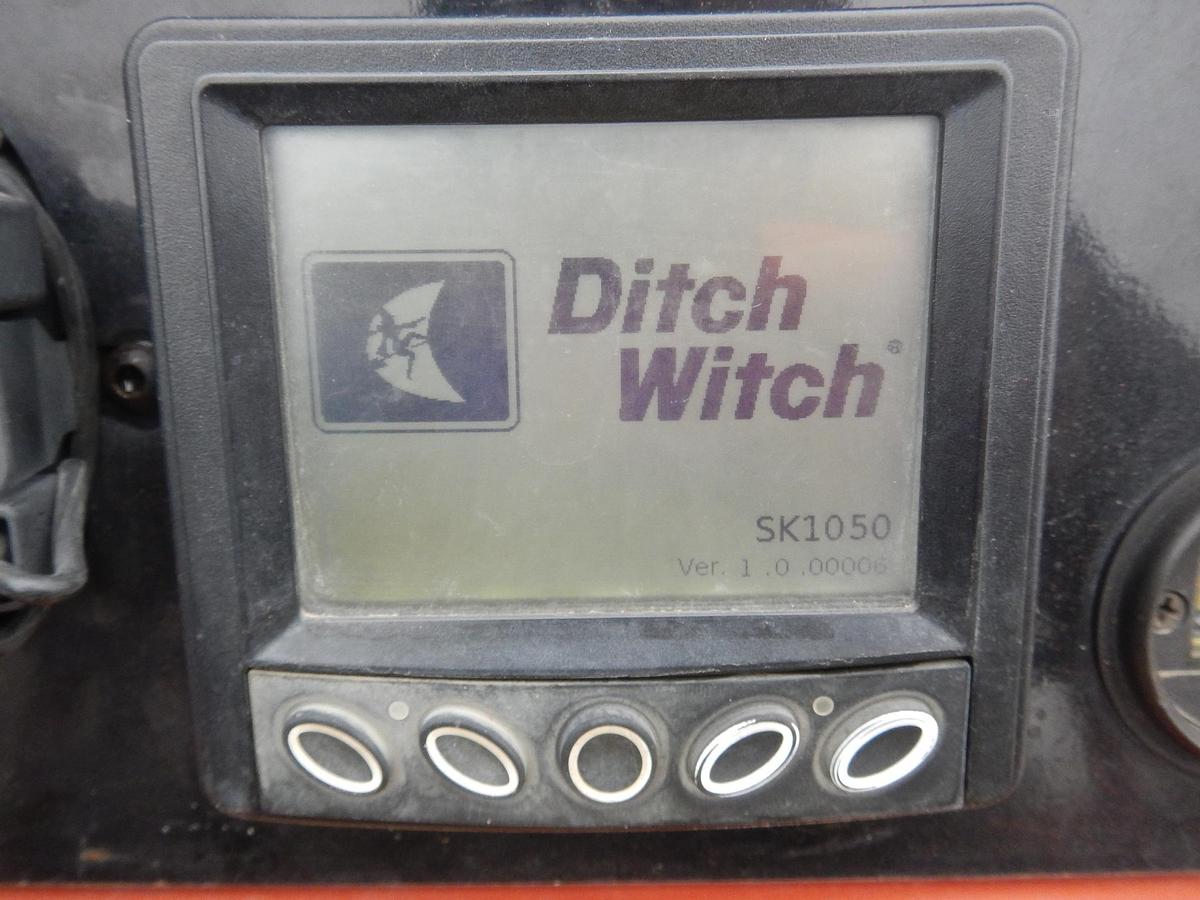 Ditch
Witch®
SK1050
Ver. 1.0.00006